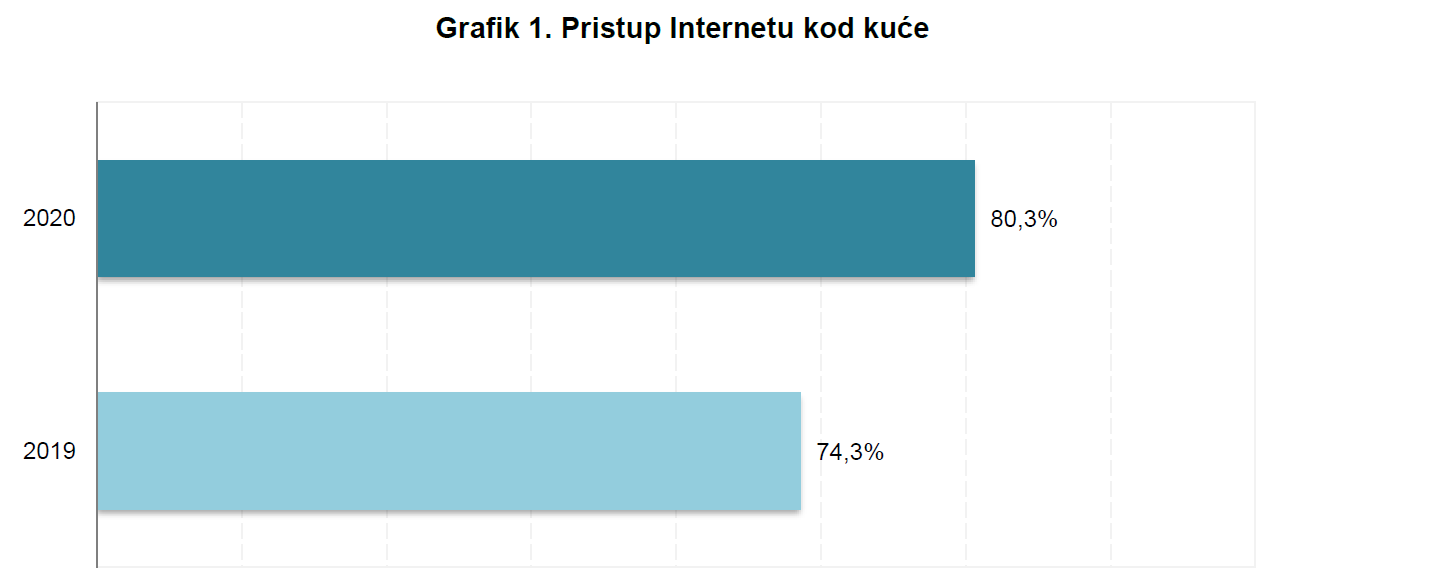 Grafik 1. Pristup Internetu kod kuće
2020
80,3%
2019
74,3%